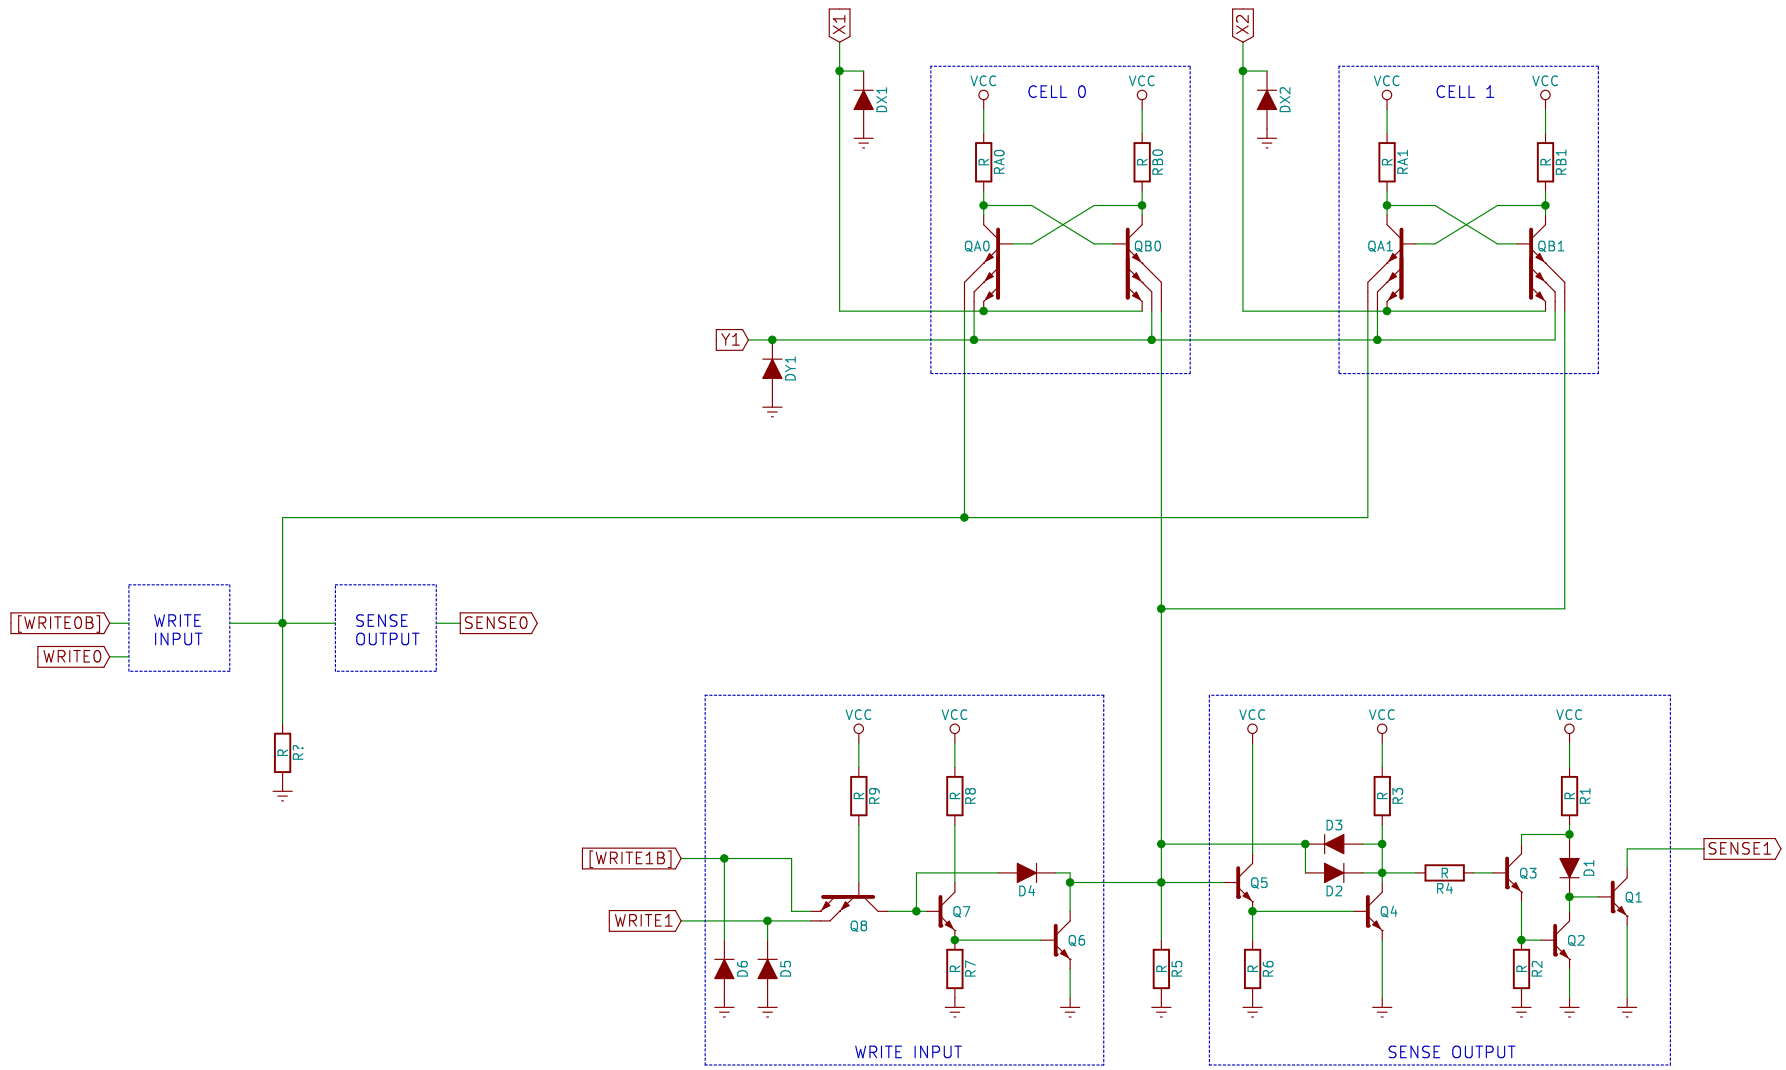 X1
X2
DX1
DX2
VCC
VCC
CELL 0
R
RA0
R
RB0
QA0
QB0
VCC
VCC
CELL 1
R
RA1
R
RB1
QA1
QB1
Y1
DY1
[WRITE0B]
WRITE0
WRITE
INPUT
SENSE
OUTPUT
SENSE0
R
R?
VCC
VCC
R
R9
R
R8
[WRITE1B]
WRITE1
D4
Q7
Q8
Q6
D6
D5
R
R7
WRITE INPUT
R
R5
VCC
VCC
VCC
R
R3
R
R1
D3
D2
R
R4
Q5
Q4
Q3
D1
Q1
Q2
SENSE1
R
R6
R
R2
SENSE OUTPUT